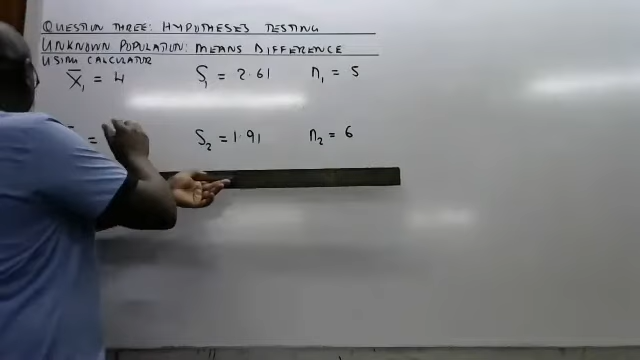 QUESTION THREE: HYPOTHESES TESTING
UNKNOWN POPULATION: MEANS DIFFERENCE
USING CALCULATOR
X̄₁ = 4 S₁ = 2.61 n₁ = 5
= S₂ = 1.91 n₂ = 6